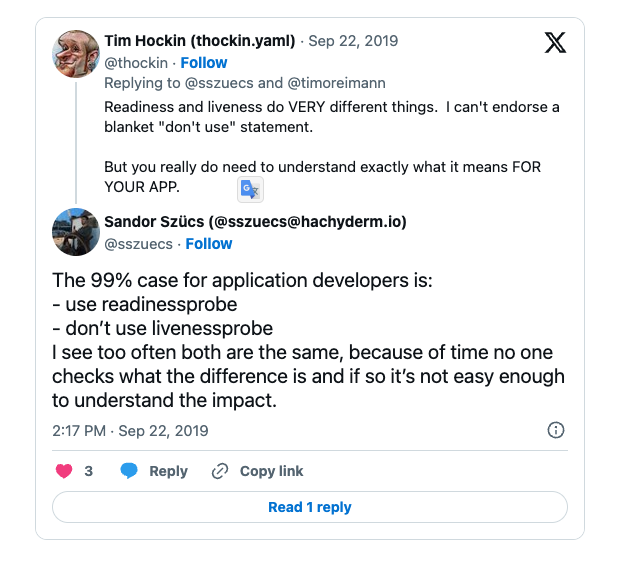 Tim Hockin (thockin.yaml) · Sep 22, 2019
@thockin · Follow
Replying to @sszuecs and @timoreimann
Readiness and liveness do VERY different things.  I can't endorse a
blanket "don't use" statement.
But you really do need to understand exactly what it means FOR
YOUR APP.
Sandor Szücs (@sszuecs@hachyderm.io)
@sszuecs · Follow
The 99% case for application developers is:
- use readinessprobe
- don’t use livenessprobe
I see too often both are the same, because of time no one
checks what the difference is and if so it’s not easy enough
to understand the impact.
2:17 PM · Sep 22, 2019
3 Reply Copy link
Read 1 reply